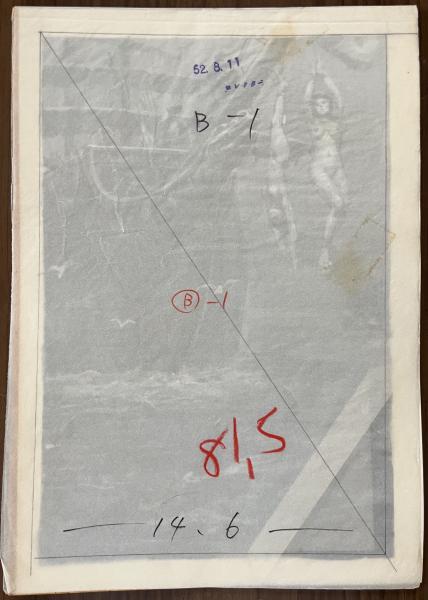 52. 8. 11
B - 1
Ⓑ - 1
81,5
14、6